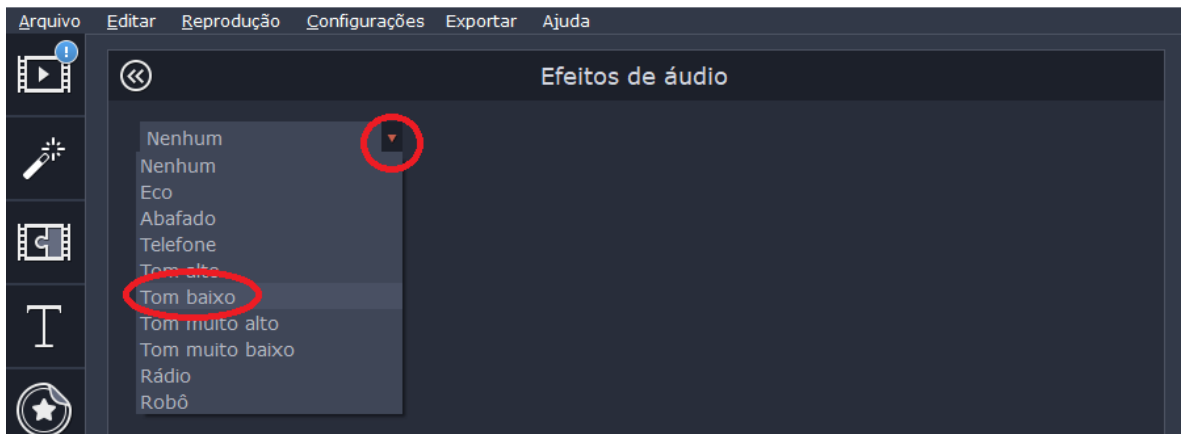 Arquivo Editar Reprodução Configurações Exportar Ajuda
!
Efeitos de áudio
Nenhum
Nenhum
Eco
Abafado
Telefone
Tom alto
Tom baixo
Tom muito alto
Tom muito baixo
Rádio
Robô
T